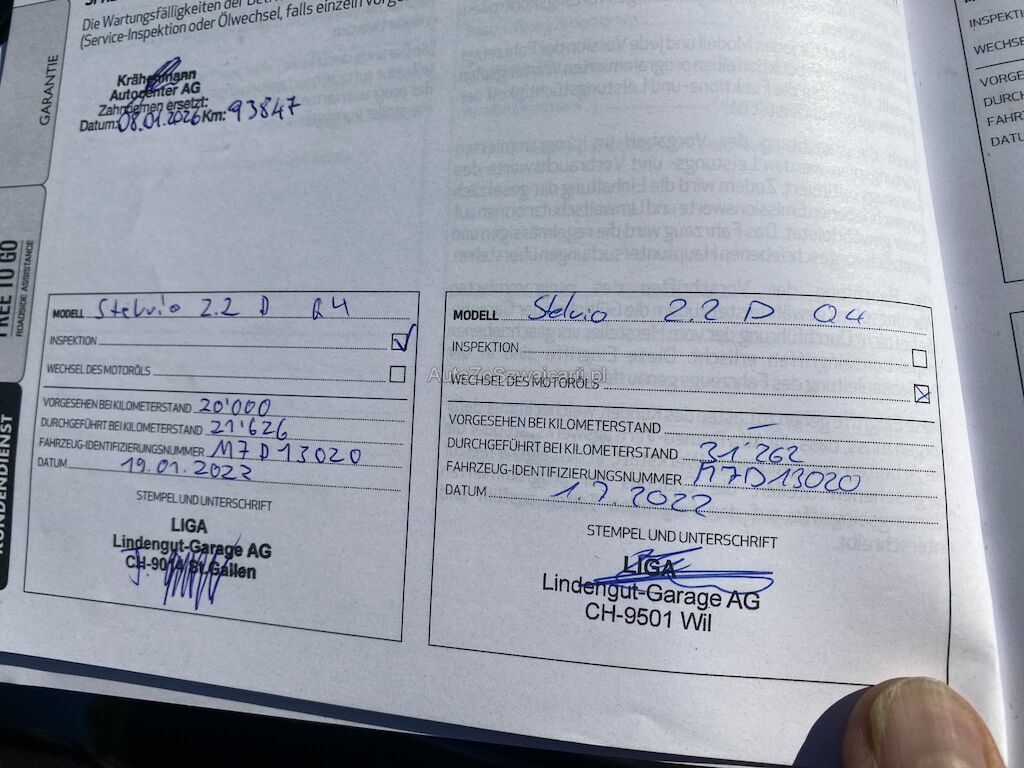 Die Wartungsfälligkeiten der
(Service-Inspektion oder Ölwechsel, falls einzeln
GARANTIE
FREE TO GO
ROADSIDE ASSISTANCE
KUNDENDIENST
Krähenmann
Autocenter AG
Zahnriemen ersetzt:
Datum: 08.01.2026 Km: 93847
MODELL Stelvio 2.2 D Q4
INSPEKTION
WECHSEL DES MOTORÖLS
VORGESEHEN BEI KILOMETERSTAND 20'000
DURCHGEFÜHRT BEI KILOMETERSTAND 21'626
FAHRZEUG-IDENTIFIZIERUNGSNUMMER M7D13020
DATUM 19.01.2022
STEMPEL UND UNTERSCHRIFT
LIGA
Lindengut-Garage AG
CH-9014 St.Gallen
MODELL Stelvio 2.2 D Q4
INSPEKTION
WECHSEL DES MOTORÖLS
VORGESEHEN BEI KILOMETERSTAND —
DURCHGEFÜHRT BEI KILOMETERSTAND 31'262
FAHRZEUG-IDENTIFIZIERUNGSNUMMER M7D13020
DATUM 1.7.2022
STEMPEL UND UNTERSCHRIFT
LIGA
Lindengut-Garage AG
CH-9501 Wil
AutoZeSzwajcarii.pl
INSPEKTI
WECHSE
VORGE
DURC
FAHR
DATU